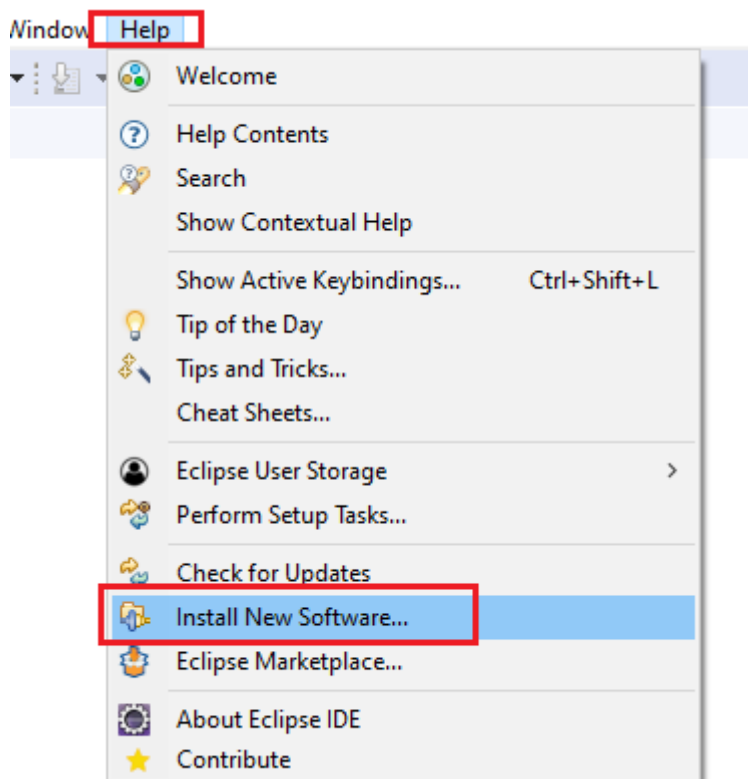 Window Help
Welcome
Help Contents
Search
Show Contextual Help
Show Active Keybindings... Ctrl+Shift+L
Tip of the Day
Tips and Tricks...
Cheat Sheets...
Eclipse User Storage
Perform Setup Tasks...
Check for Updates
Install New Software...
Eclipse Marketplace...
About Eclipse IDE
Contribute